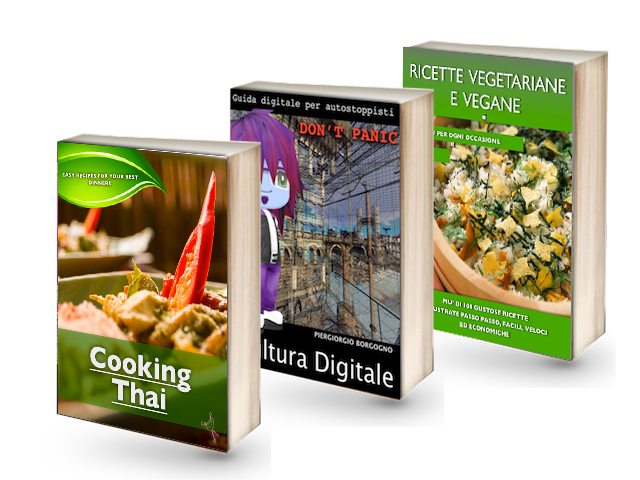 EASY RECIPES FOR YOUR BEST
DINNERS
Cooking
Thai
Guida digitale per autostoppisti
DON'T PANIC
PIERGIORGIO BORGOGNO
ltura Digitale
RICETTE VEGETARIANE
E VEGANE
PER OGNI OCCASIONE
PIU' DI 100 GUSTOSE RICETTE
USTRATE PASSO PASSO, FACILI, VELOCI
ED ECONOMICHE